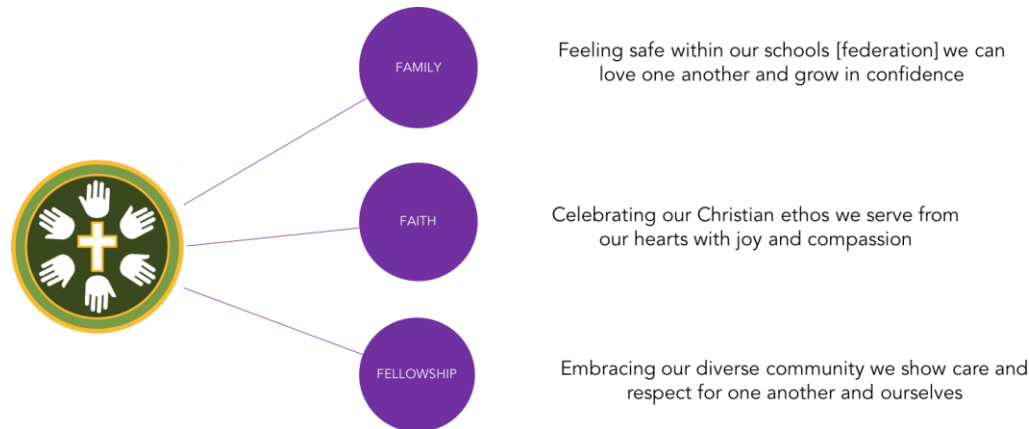 FAMILY
Feeling safe within our schools [federation] we can
love one another and grow in confidence
FAITH
Celebrating our Christian ethos we serve from
our hearts with joy and compassion
FELLOWSHIP
Embracing our diverse community we show care and
respect for one another and ourselves